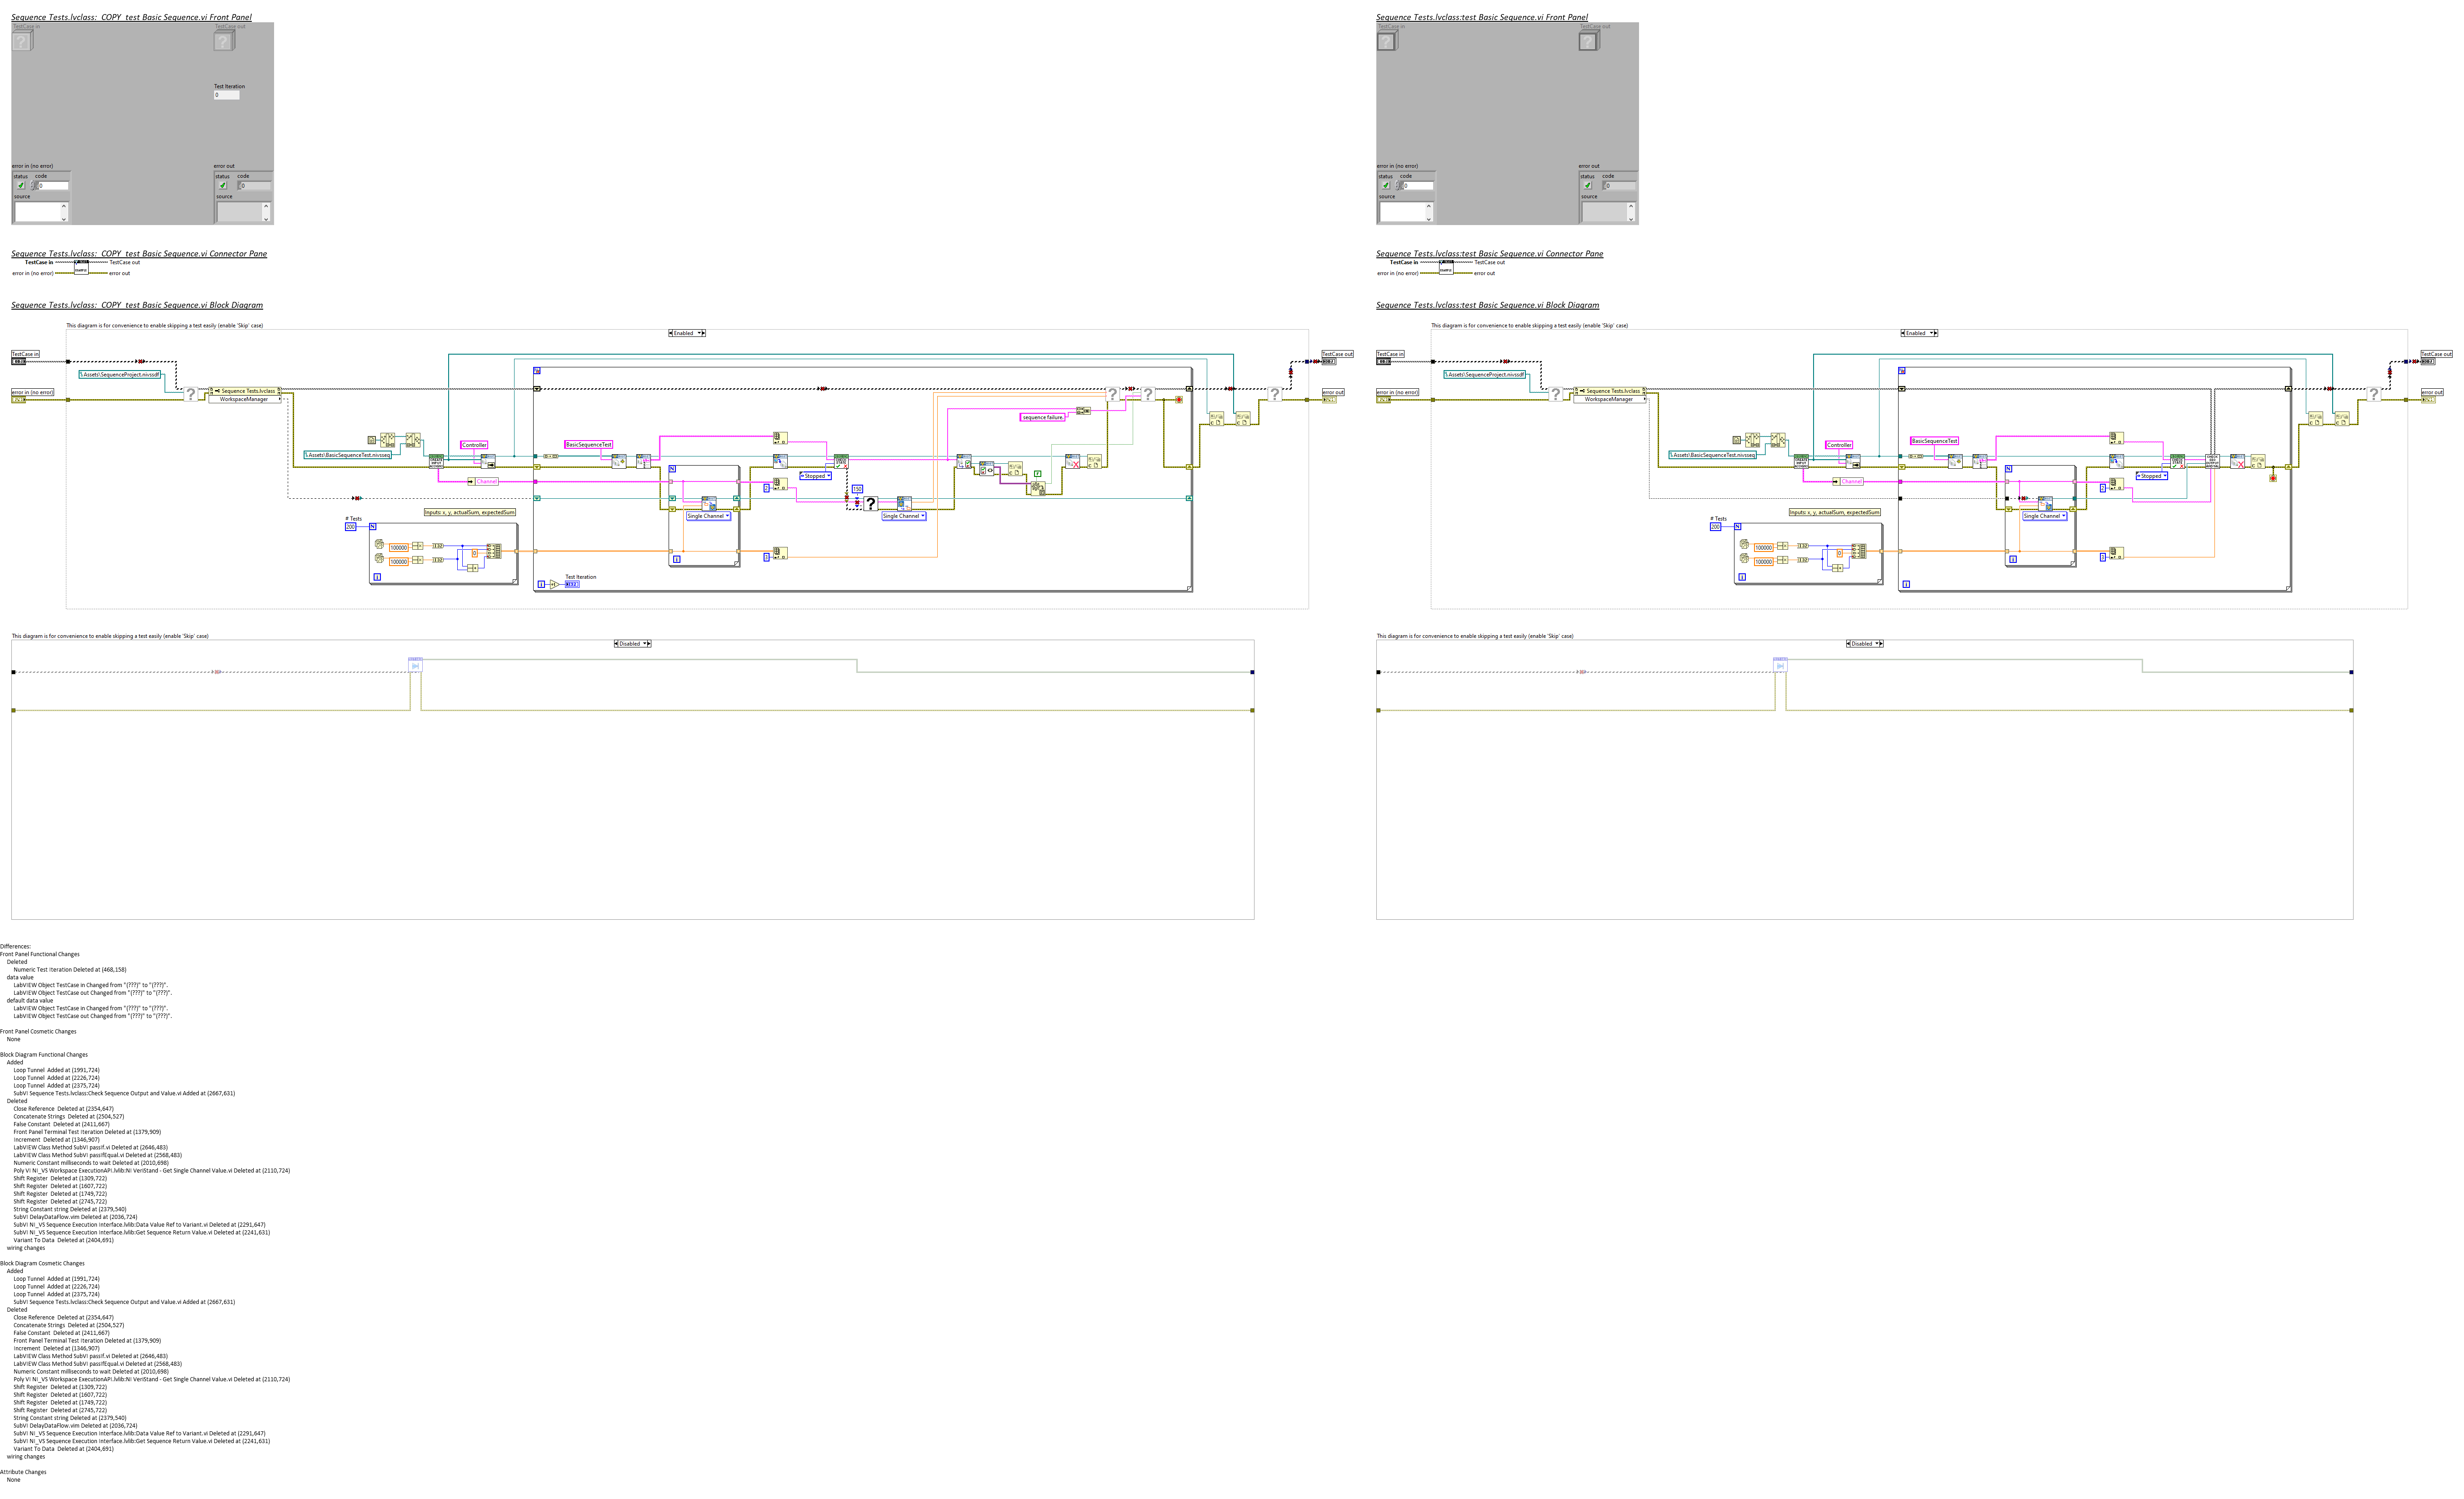 Sequence Tests.lvclass:_COPY_test Basic Sequence.vi Front Panel
TestCase in
TestCase out
Test Iteration
0
error in (no error)
error out
status code
0
status code
0
source
source
Sequence Tests.lvclass:_COPY_test Basic Sequence.vi Connector Pane
TestCase in
TestCase out
error in (no error)
error out
Sequence Tests.lvclass:_COPY_test Basic Sequence.vi Block Diagram
This diagram is for convenience to enable skipping a test easily (enable 'Skip' case)
Enabled
TestCase in
TestCase out
\Assets\SequenceProject.nivssdf
error in (no error)
error out
Sequence Tests.lvclass
WorkspaceManager
sequence failure.
Controller
BasicSequenceTest
\Assets\BasicSequenceTest.nivsseq
Channel
Stopped
2
150
Inputs: x, y, actualSum, expectedSum
Single Channel
Single Channel
# Tests
200
N
100000
I32
0
100000
I32
3
i
Test Iteration
This diagram is for convenience to enable skipping a test easily (enable 'Skip' case)
Disabled
Sequence Tests.lvclass:test Basic Sequence.vi Front Panel
TestCase in
TestCase out
error in (no error)
error out
status code
0
status code
0
source
source
Sequence Tests.lvclass:test Basic Sequence.vi Connector Pane
TestCase in
TestCase out
error in (no error)
error out
Sequence Tests.lvclass:test Basic Sequence.vi Block Diagram
This diagram is for convenience to enable skipping a test easily (enable 'Skip' case)
Enabled
TestCase in
TestCase out
\Assets\SequenceProject.nivssdf
error in (no error)
error out
Sequence Tests.lvclass
WorkspaceManager
Controller
BasicSequenceTest
\Assets\BasicSequenceTest.nivsseq
Channel
Stopped
2
Inputs: x, y, actualSum, expectedSum
Single Channel
# Tests
200
N
100000
I32
0
100000
I32
3
i
This diagram is for convenience to enable skipping a test easily (enable 'Skip' case)
Disabled
Differences:
Front Panel Functional Changes
Deleted
Numeric Test Iteration Deleted at (468,158)
data value
LabVIEW Object TestCase in Changed from "(???)" to "(???)".
LabVIEW Object TestCase out Changed from "(???)" to "(???)".
default data value
LabVIEW Object TestCase in Changed from "(???)" to "(???)".
LabVIEW Object TestCase out Changed from "(???)" to "(???)".
Front Panel Cosmetic Changes
None
Block Diagram Functional Changes
Added
Loop Tunnel Added at (1991,724)
Loop Tunnel Added at (2226,724)
Loop Tunnel Added at (2375,724)
SubVI Sequence Tests.lvclass:Check Sequence Output and Value.vi Added at (2667,631)
Deleted
Close Reference Deleted at (2354,647)
Concatenate Strings Deleted at (2504,527)
False Constant Deleted at (2411,667)
Front Panel Terminal Test Iteration Deleted at (1379,909)
Increment Deleted at (1346,907)
LabVIEW Class Method SubVI passIf.vi Deleted at (2646,483)
LabVIEW Class Method SubVI passIfEqual.vi Deleted at (2568,483)
Numeric Constant milliseconds to wait Deleted at (2010,698)
Poly VI NI_VS Workspace ExecutionAPI.lvlib:NI VeriStand - Get Single Channel Value.vi Deleted at (2110,724)
Shift Register Deleted at (1309,722)
Shift Register Deleted at (1607,722)
Shift Register Deleted at (1749,722)
Shift Register Deleted at (2745,722)
String Constant string Deleted at (2379,540)
SubVI DelayDataFlow.vim Deleted at (2036,724)
SubVI NI_VS Sequence Execution Interface.lvlib:Data Value Ref to Variant.vi Deleted at (2291,647)
SubVI NI_VS Sequence Execution Interface.lvlib:Get Sequence Return Value.vi Deleted at (2241,631)
Variant To Data Deleted at (2404,691)
wiring changes
Block Diagram Cosmetic Changes
Added
Loop Tunnel Added at (1991,724)
Loop Tunnel Added at (2226,724)
Loop Tunnel Added at (2375,724)
SubVI Sequence Tests.lvclass:Check Sequence Output and Value.vi Added at (2667,631)
Deleted
Close Reference Deleted at (2354,647)
Concatenate Strings Deleted at (2504,527)
False Constant Deleted at (2411,667)
Front Panel Terminal Test Iteration Deleted at (1379,909)
Increment Deleted at (1346,907)
LabVIEW Class Method SubVI passIf.vi Deleted at (2646,483)
LabVIEW Class Method SubVI passIfEqual.vi Deleted at (2568,483)
Numeric Constant milliseconds to wait Deleted at (2010,698)
Poly VI NI_VS Workspace ExecutionAPI.lvlib:NI VeriStand - Get Single Channel Value.vi Deleted at (2110,724)
Shift Register Deleted at (1309,722)
Shift Register Deleted at (1607,722)
Shift Register Deleted at (1749,722)
Shift Register Deleted at (2745,722)
String Constant string Deleted at (2379,540)
SubVI DelayDataFlow.vim Deleted at (2036,724)
SubVI NI_VS Sequence Execution Interface.lvlib:Data Value Ref to Variant.vi Deleted at (2291,647)
SubVI NI_VS Sequence Execution Interface.lvlib:Get Sequence Return Value.vi Deleted at (2241,631)
Variant To Data Deleted at (2404,691)
wiring changes
Attribute Changes
None